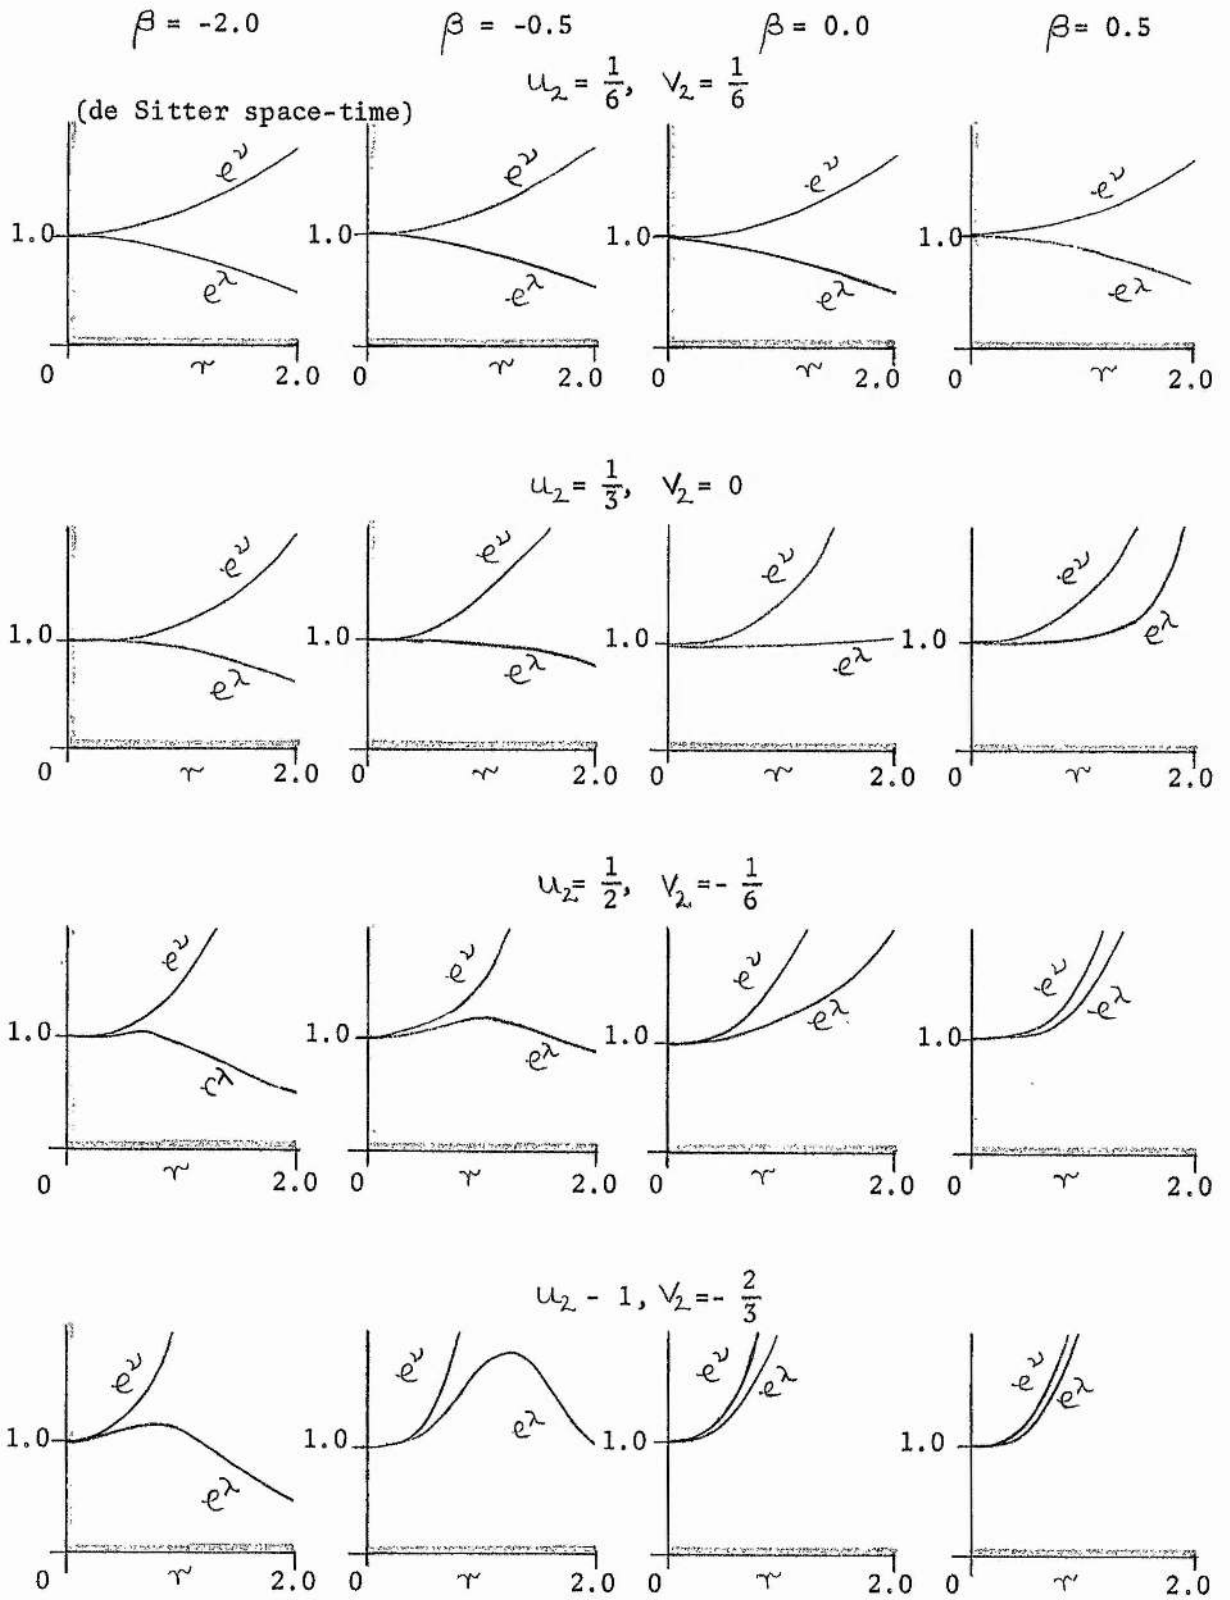 β = -2.0 β = -0.5 β = 0.0 β = 0.5
u₂ = 1/6, V₂ = 1/6
(de Sitter space-time)
e^ν e^ν e^ν e^ν
1.0 1.0 1.0 1.0
e^λ e^λ e^λ e^λ
0 r 2.0 0 r 2.0 0 r 2.0 0 r 2.0
u₂ = 1/3, V₂ = 0
e^ν e^ν e^ν e^ν
1.0 1.0 1.0 1.0
e^λ e^λ e^λ e^λ
0 r 2.0 0 r 2.0 0 r 2.0 0 r 2.0
u₂ = 1/2, V₂ = - 1/6
e^ν e^ν e^ν e^ν
1.0 1.0 1.0 1.0
e^λ e^λ e^λ e^λ
0 r 2.0 0 r 2.0 0 r 2.0 0 r 2.0
u₂ - 1, V₂ = - 2/3
e^ν e^ν e^ν e^ν
1.0 1.0 1.0 1.0
e^λ e^λ e^λ e^λ
0 r 2.0 0 r 2.0 0 r 2.0 0 r 2.0